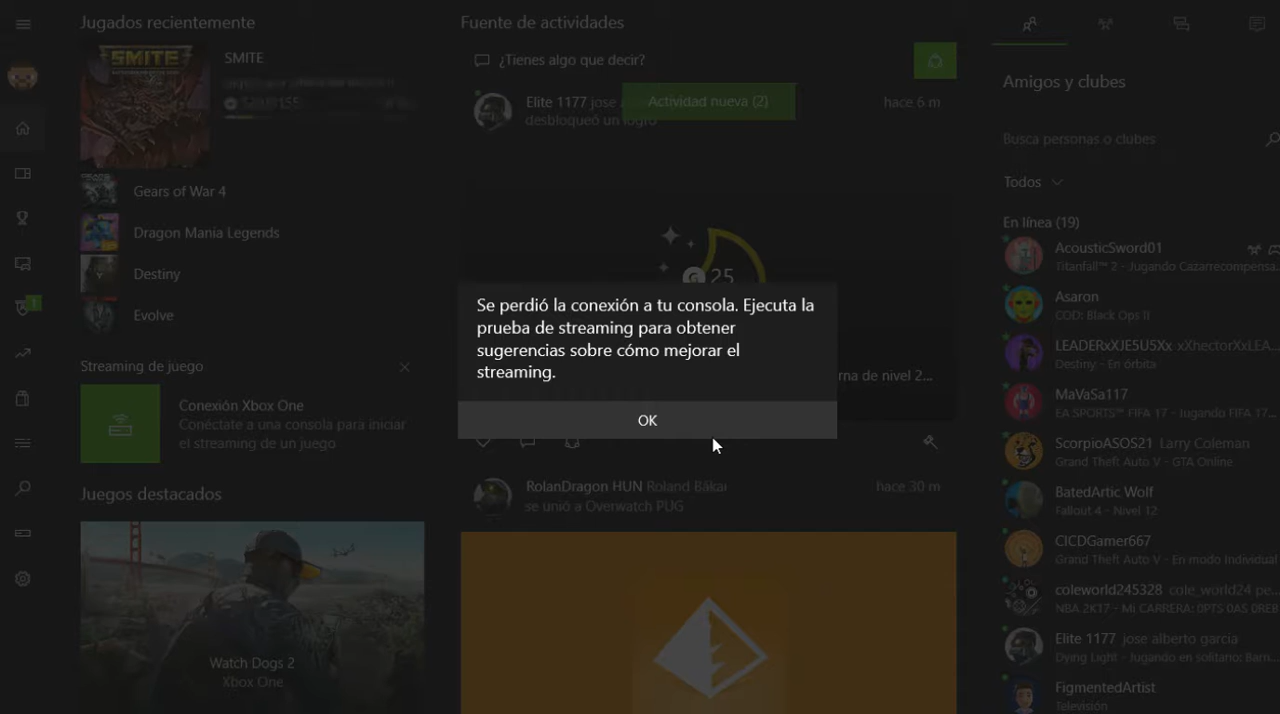 Jugados recientemente
SMITE
SMITE
Gears of War 4
Dragon Mania Legends
Destiny
Evolve
1
Streaming de juego
Conexión Xbox One
Conéctate a una consola para iniciar
el streaming de un juego
Juegos destacados
Watch Dogs 2
Xbox One
Fuente de actividades
¿Tienes algo que decir?
Elite 1177 jose
desbloqueó un logro
Actividad nueva (2)
hace 6 m
G 25
Se perdió la conexión a tu consola. Ejecuta la
prueba de streaming para obtener
sugerencias sobre cómo mejorar el
streaming.
OK
rna de nivel 2...
RolanDragon HUN Roland Bákai
se unió a Overwatch PUG
hace 30 m
Amigos y clubes
Busca personas o clubes
Todos
En línea (19)
AcousticSword01
Titanfall™ 2 - Jugando Cazarrecompensa...
Asaron
COD: Black Ops II
LEADERxXJE5U5Xx xXhectorXxLEA
Destiny - En órbita
MaVaSa117
EA SPORTS™ FIFA 17 - Jugando FIFA 17...
ScorpioASOS21 Larry Coleman
Grand Theft Auto V - GTA Online
BatedArtic Wolf
Fallout 4 - Nivel 12
CICDGamer667
Grand Theft Auto V - En modo Individual
coleworld245328 cole_world24 pe...
NBA 2K17 - Mi CARRERA: 0PTS 0AS 0REB
Elite 1177 jose alberto garcia
Dying Light - Jugando en solitario: Barri...
FigmentedArtist
Televisión